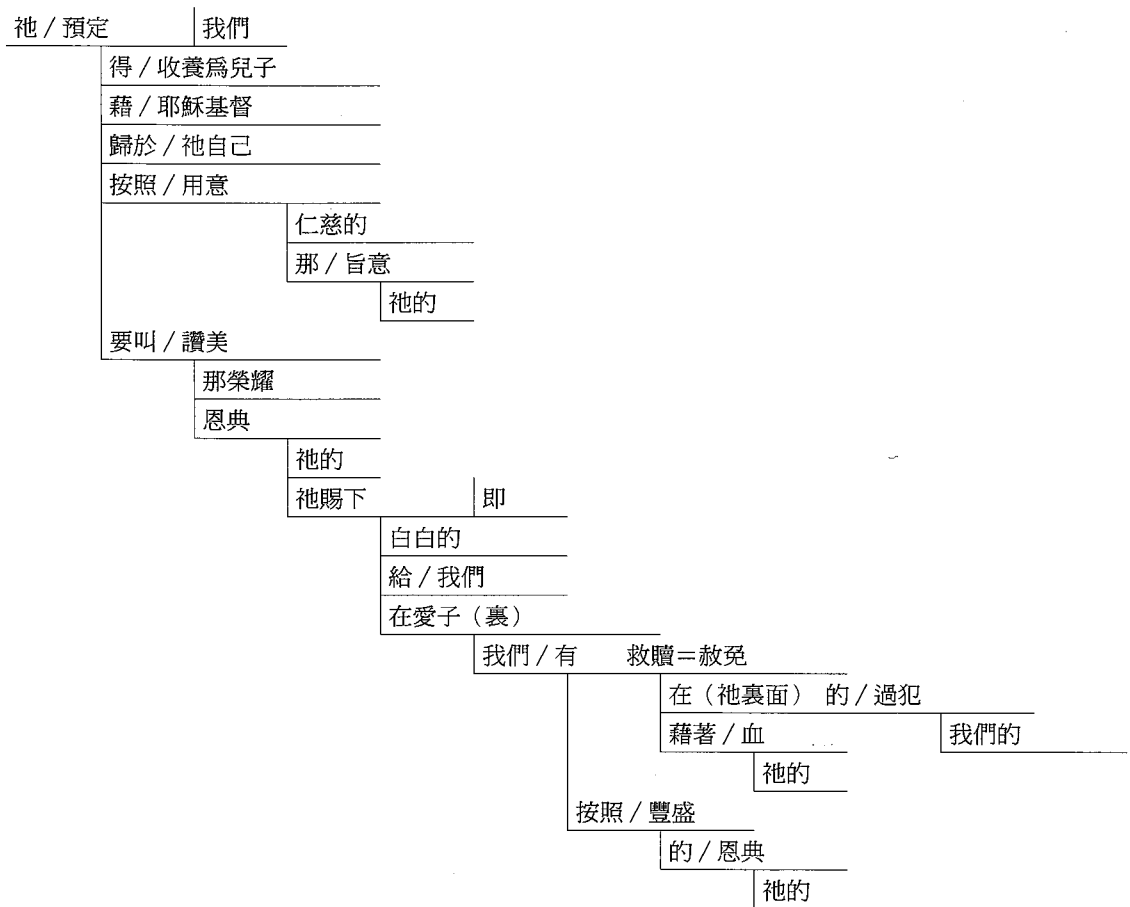 祂／預定 我們
得／收養爲兒子
藉／耶穌基督
歸於／祂自己
按照／用意
仁慈的
那／旨意
祂的
要叫／讚美
那榮耀
恩典
祂的
祂賜下 即
白白的
給／我們
在愛子（裏）
我們／有 救贖＝赦免
在（祂裏面） 的／過犯
藉著／血 我們的
祂的
按照／豐盛
的／恩典
祂的